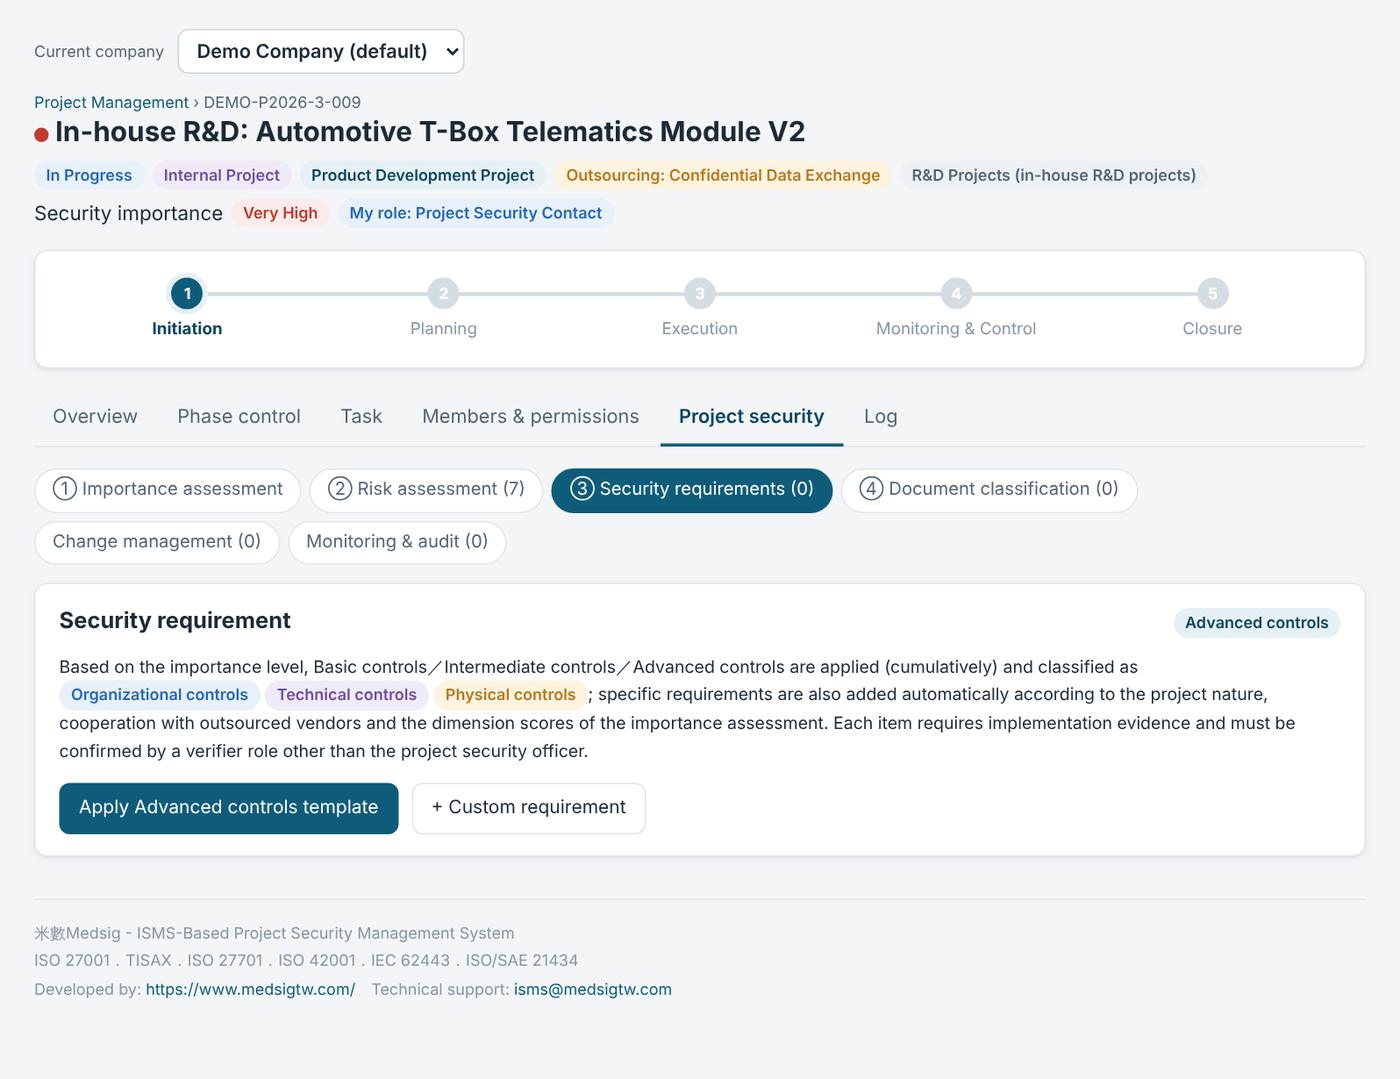 Current company Demo Company (default)
Project Management › DEMO-P2026-3-009
In-house R&D: Automotive T-Box Telematics Module V2
In Progress Internal Project Product Development Project Outsourcing: Confidential Data Exchange R&D Projects (in-house R&D projects)
Security importance Very High My role: Project Security Contact
1 2 3 4 5
Initiation Planning Execution Monitoring & Control Closure
Overview Phase control Task Members & permissions Project security Log
① Importance assessment ② Risk assessment (7) ③ Security requirements (0) ④ Document classification (0)
Change management (0) Monitoring & audit (0)
Security requirement Advanced controls
Based on the importance level, Basic controls／Intermediate controls／Advanced controls are applied (cumulatively) and classified as
Organizational controls Technical controls Physical controls ; specific requirements are also added automatically according to the project nature,
cooperation with outsourced vendors and the dimension scores of the importance assessment. Each item requires implementation evidence and must be
confirmed by a verifier role other than the project security officer.
Apply Advanced controls template + Custom requirement
米數Medsig - ISMS-Based Project Security Management System
ISO 27001 . TISAX . ISO 27701 . ISO 42001 . IEC 62443 . ISO/SAE 21434
Developed by: https://www.medsigtw.com/ Technical support: isms@medsigtw.com